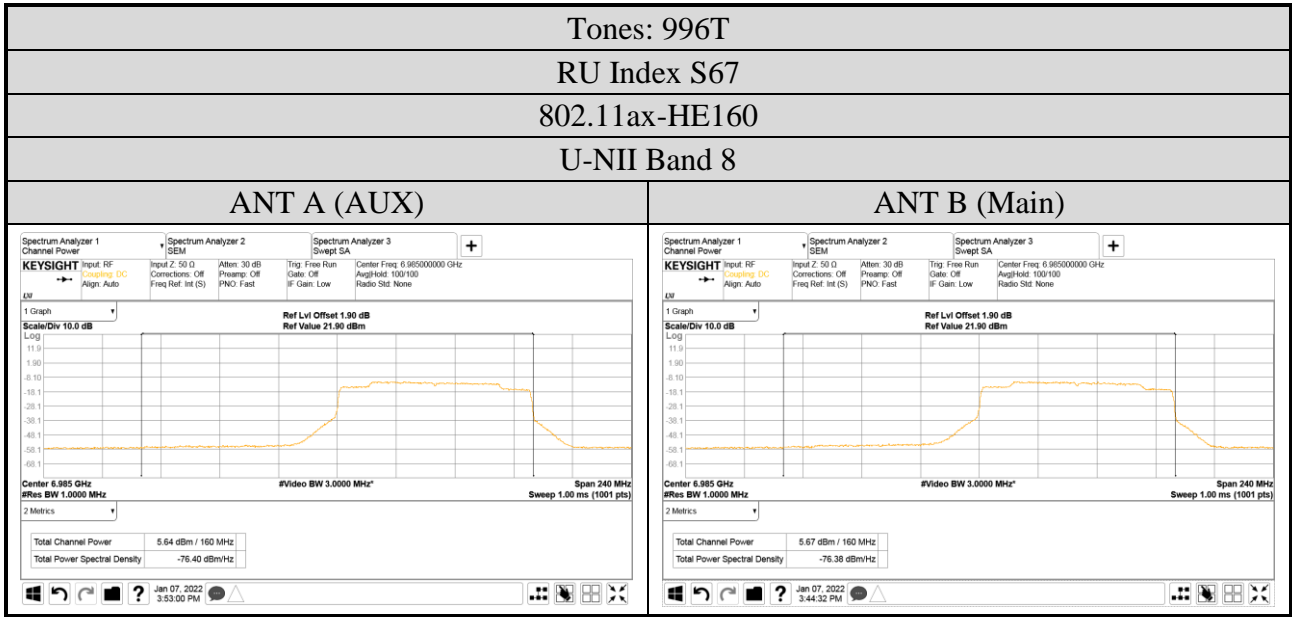 Tones: 996T
RU Index S67
802.11ax-HE160
U-NII Band 8
ANT A (AUX)
ANT B (Main)
Spectrum Analyzer 1
Channel Power
Spectrum Analyzer 2
SEM
Spectrum Analyzer 3
Swept SA
+
KEYSIGHT
Input: RF
Coupling: DC
Align: Auto
Input Z: 50 Ω
Corrections: Off
Freq Ref: Int (S)
Atten: 30 dB
Preamp: Off
PNO: Fast
Trig: Free Run
Gate: Off
IF Gain: Low
Center Freq: 6.985000000 GHz
Avg|Hold: 100/100
Radio Std: None
LXI
1 Graph
Scale/Div 10.0 dB
Ref Lvl Offset 1.90 dB
Ref Value 21.90 dBm
Log
11.9
1.90
-8.10
-18.1
-28.1
-38.1
-48.1
-58.1
-68.1
Center 6.985 GHz
#Res BW 1.0000 MHz
#Video BW 3.0000 MHz*
Span 240 MHz
Sweep 1.00 ms (1001 pts)
2 Metrics
Total Channel Power 5.64 dBm / 160 MHz
Total Power Spectral Density -76.40 dBm/Hz
?
Jan 07, 2022
3:53:00 PM
Spectrum Analyzer 1
Channel Power
Spectrum Analyzer 2
SEM
Spectrum Analyzer 3
Swept SA
+
KEYSIGHT
Input: RF
Coupling: DC
Align: Auto
Input Z: 50 Ω
Corrections: Off
Freq Ref: Int (S)
Atten: 30 dB
Preamp: Off
PNO: Fast
Trig: Free Run
Gate: Off
IF Gain: Low
Center Freq: 6.985000000 GHz
Avg|Hold: 100/100
Radio Std: None
LXI
1 Graph
Scale/Div 10.0 dB
Ref Lvl Offset 1.90 dB
Ref Value 21.90 dBm
Log
11.9
1.90
-8.10
-18.1
-28.1
-38.1
-48.1
-58.1
-68.1
Center 6.985 GHz
#Res BW 1.0000 MHz
#Video BW 3.0000 MHz*
Span 240 MHz
Sweep 1.00 ms (1001 pts)
2 Metrics
Total Channel Power 5.67 dBm / 160 MHz
Total Power Spectral Density -76.38 dBm/Hz
?
Jan 07, 2022
3:44:32 PM